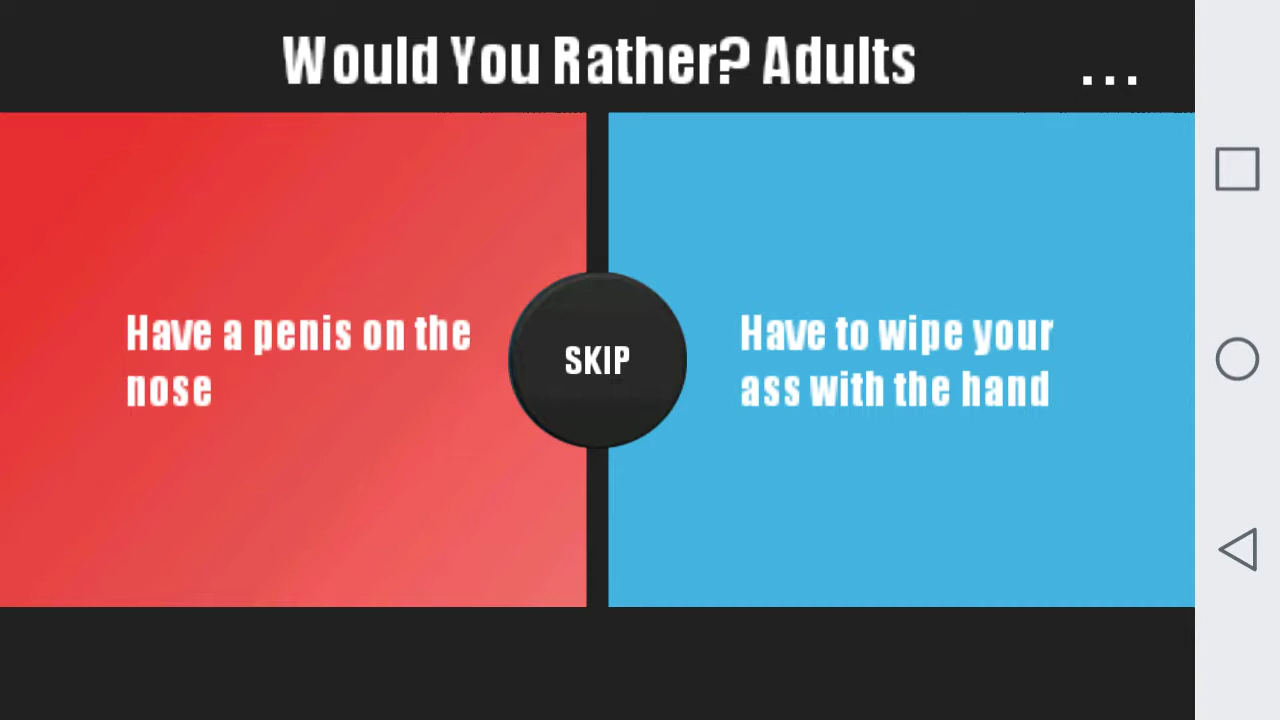 Would You Rather? Adults
...
Have a penis on the
nose
SKIP
Have to wipe your
ass with the hand